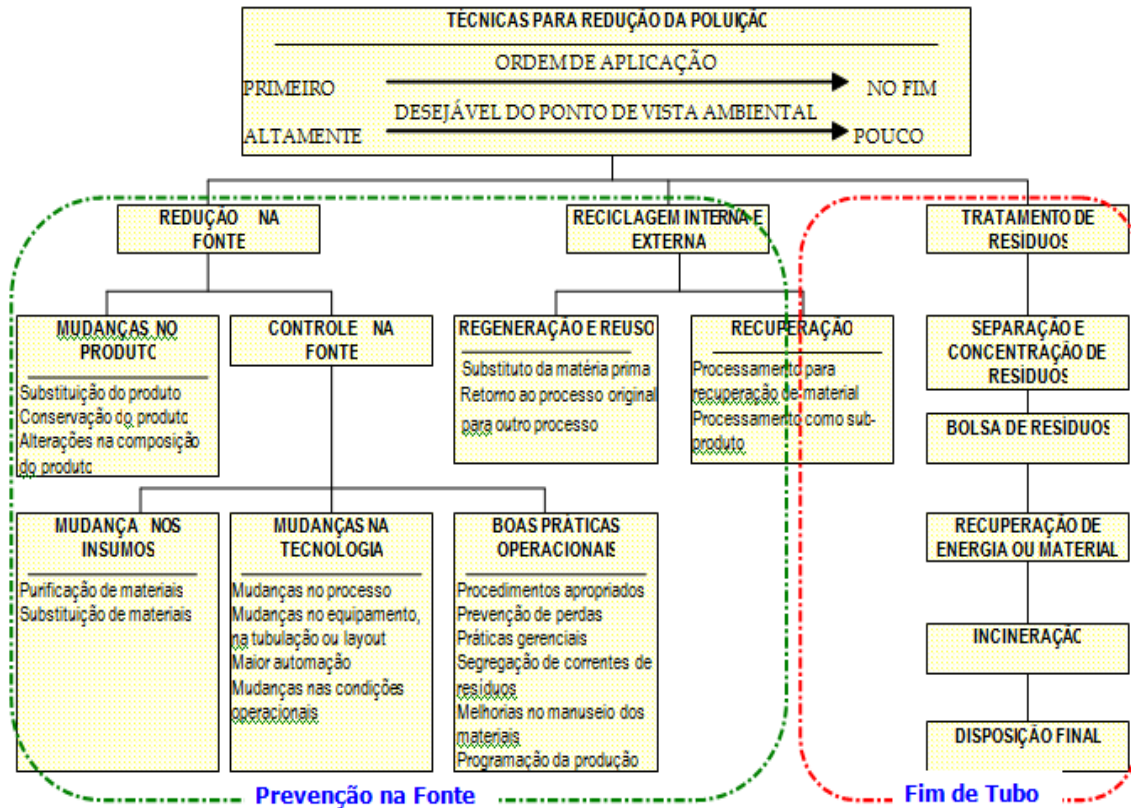 TÉCNICAS PARA REDUÇÃO DA POLUIÇÃO
ORDEM DE APLICAÇÃO
PRIMEIRO
NO FIM
DESEJÁVEL DO PONTO DE VISTA AMBIENTAL
ALTAMENTE
POUCO
REDUÇÃO NA
FONTE
RECICLAGEM INTERNA E
EXTERNA
TRATAMENTO DE
RESÍDUOS
MUDANÇAS NO
PRODUTO
Substituição do produto
Conservação do produto
Alterações na composição
do produto
CONTROLE NA
FONTE
REGENERAÇÃO E REUSO
Substituto da matéria prima
Retorno ao processo original
para outro processo
RECUPERAÇÃO
Processamento para
recuperação de material
Processamento como sub-
produto
SEPARAÇÃO E
CONCENTRAÇÃO DE
RESÍDUOS
BOLSA DE RESÍDUOS
MUDANÇA NOS
INSUMOS
Purificação de materiais
Substituição de materiais
MUDANÇAS NA
TECNOLOGIA
Mudanças no processo
Mudanças no equipamento,
na tubulação ou layout
Maior automação
Mudanças nas condições
operacionais
BOAS PRÁTICAS
OPERACIONAIS
Procedimentos apropriados
Prevenção de perdas
Práticas gerenciais
Segregação de correntes de
resíduos
Melhorias no manuseio dos
materiais
Programação da produção
RECUPERAÇÃO DE
ENERGIA OU MATERIAL
INCINERAÇÃO
DISPOSIÇÃO FINAL
Prevenção na Fonte
Fim de Tubo